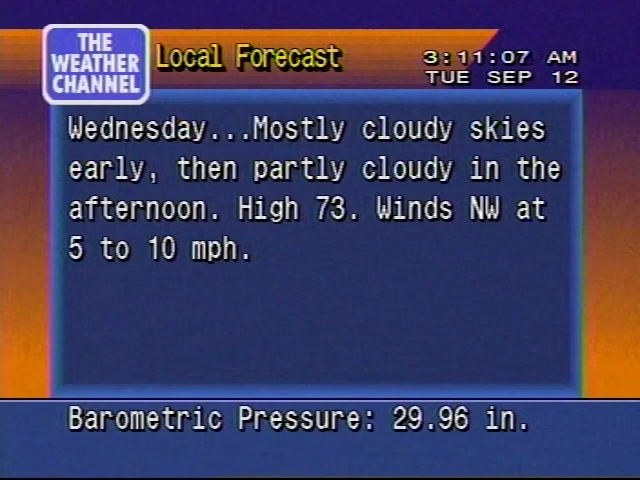 THE
WEATHER
CHANNEL
Local Forecast
3:11:07 AM
TUE SEP 12
Wednesday...Mostly cloudy skies
early, then partly cloudy in the
afternoon. High 73. Winds NW at
5 to 10 mph.
Barometric Pressure: 29.96 in.